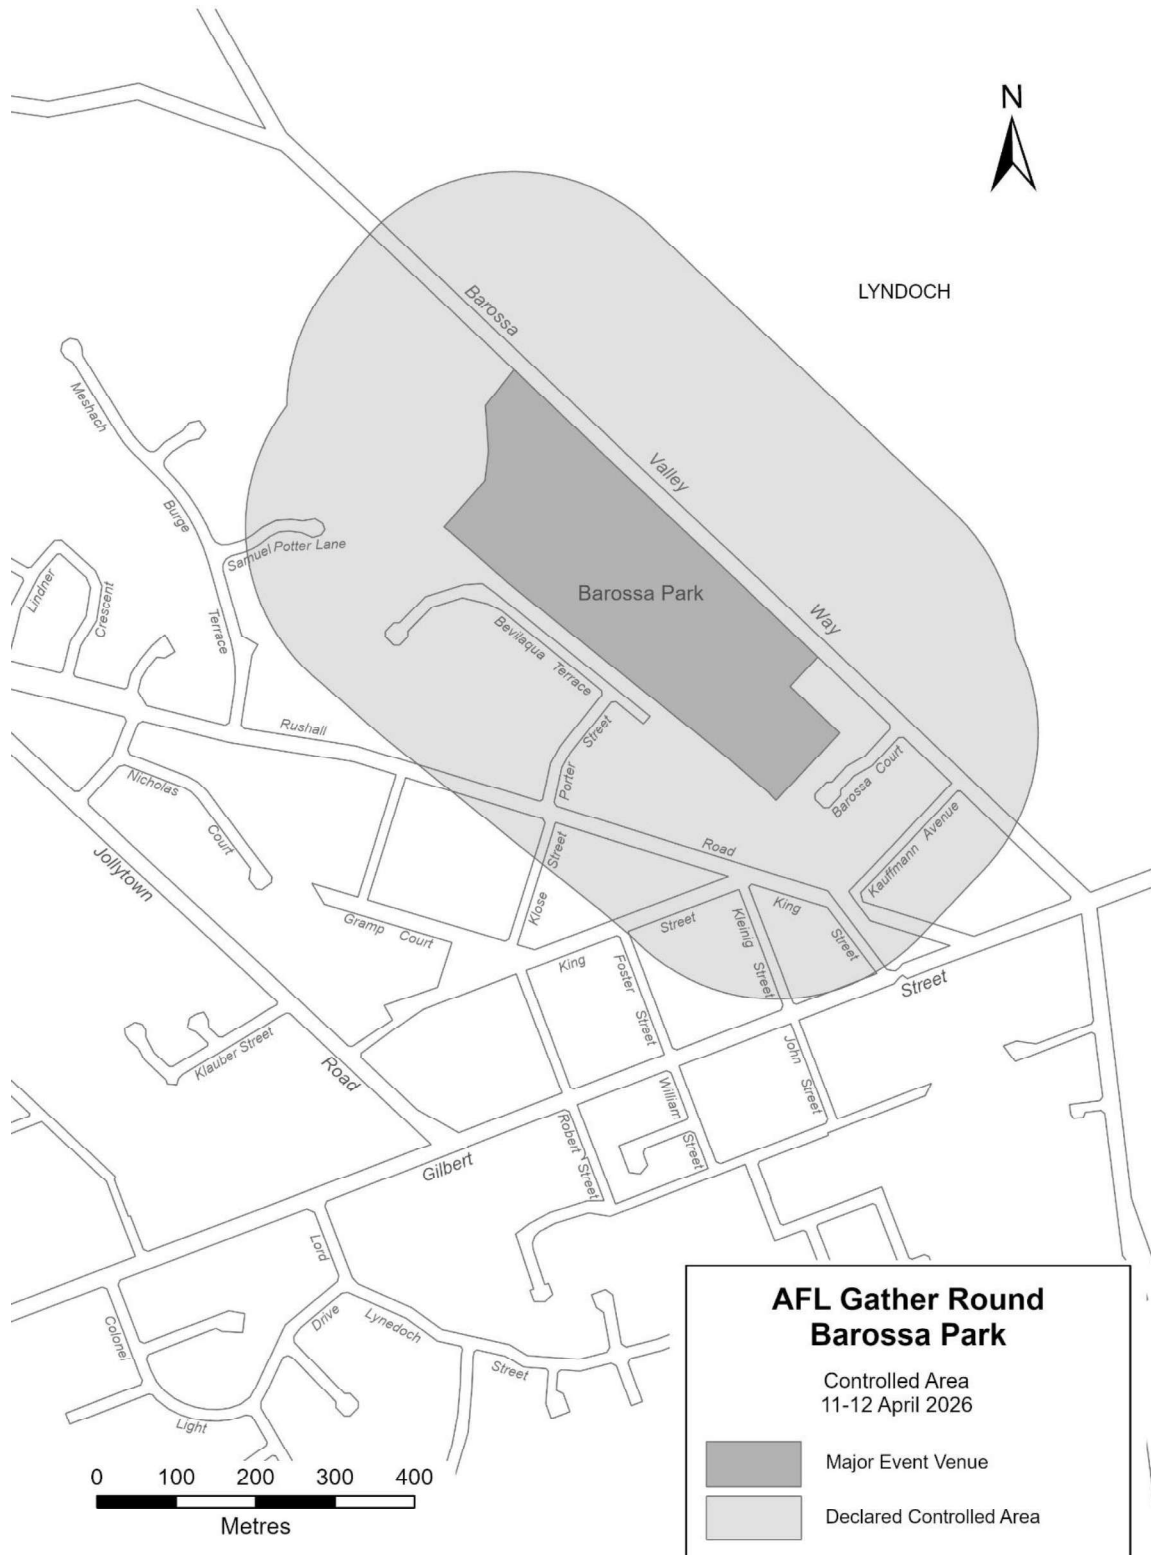 N
LYNDOCH
Barossa
Valley
Way
Meshach
Burge
Terrace
Samuel Potter Lane
Lindner
Crescent
Barossa Park
Bevilaqua Terrace
Porter Street
Rushall
Road
Nicholas
Court
Jollytown
Road
Barossa Court
Kauffmann Avenue
Klose Street
Gramp Court
King
Street
Kleinig Street
King
Street
Foster Street
Street
John Street
Klauber Street
William Street
Robert Street
Gilbert
Lord
Lynedoch
Street
Drive
Colonel
Light
0 100 200 300 400
Metres
AFL Gather Round
Barossa Park
Controlled Area
11-12 April 2026
Major Event Venue
Declared Controlled Area